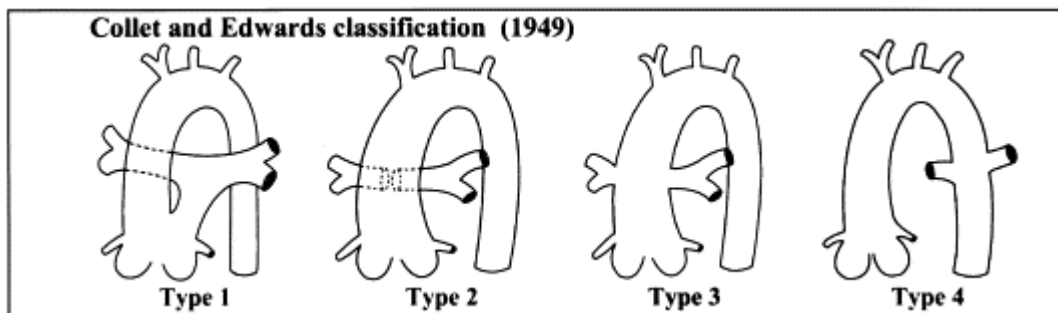 Collet and Edwards classification (1949)
Type 1 Type 2 Type 3 Type 4